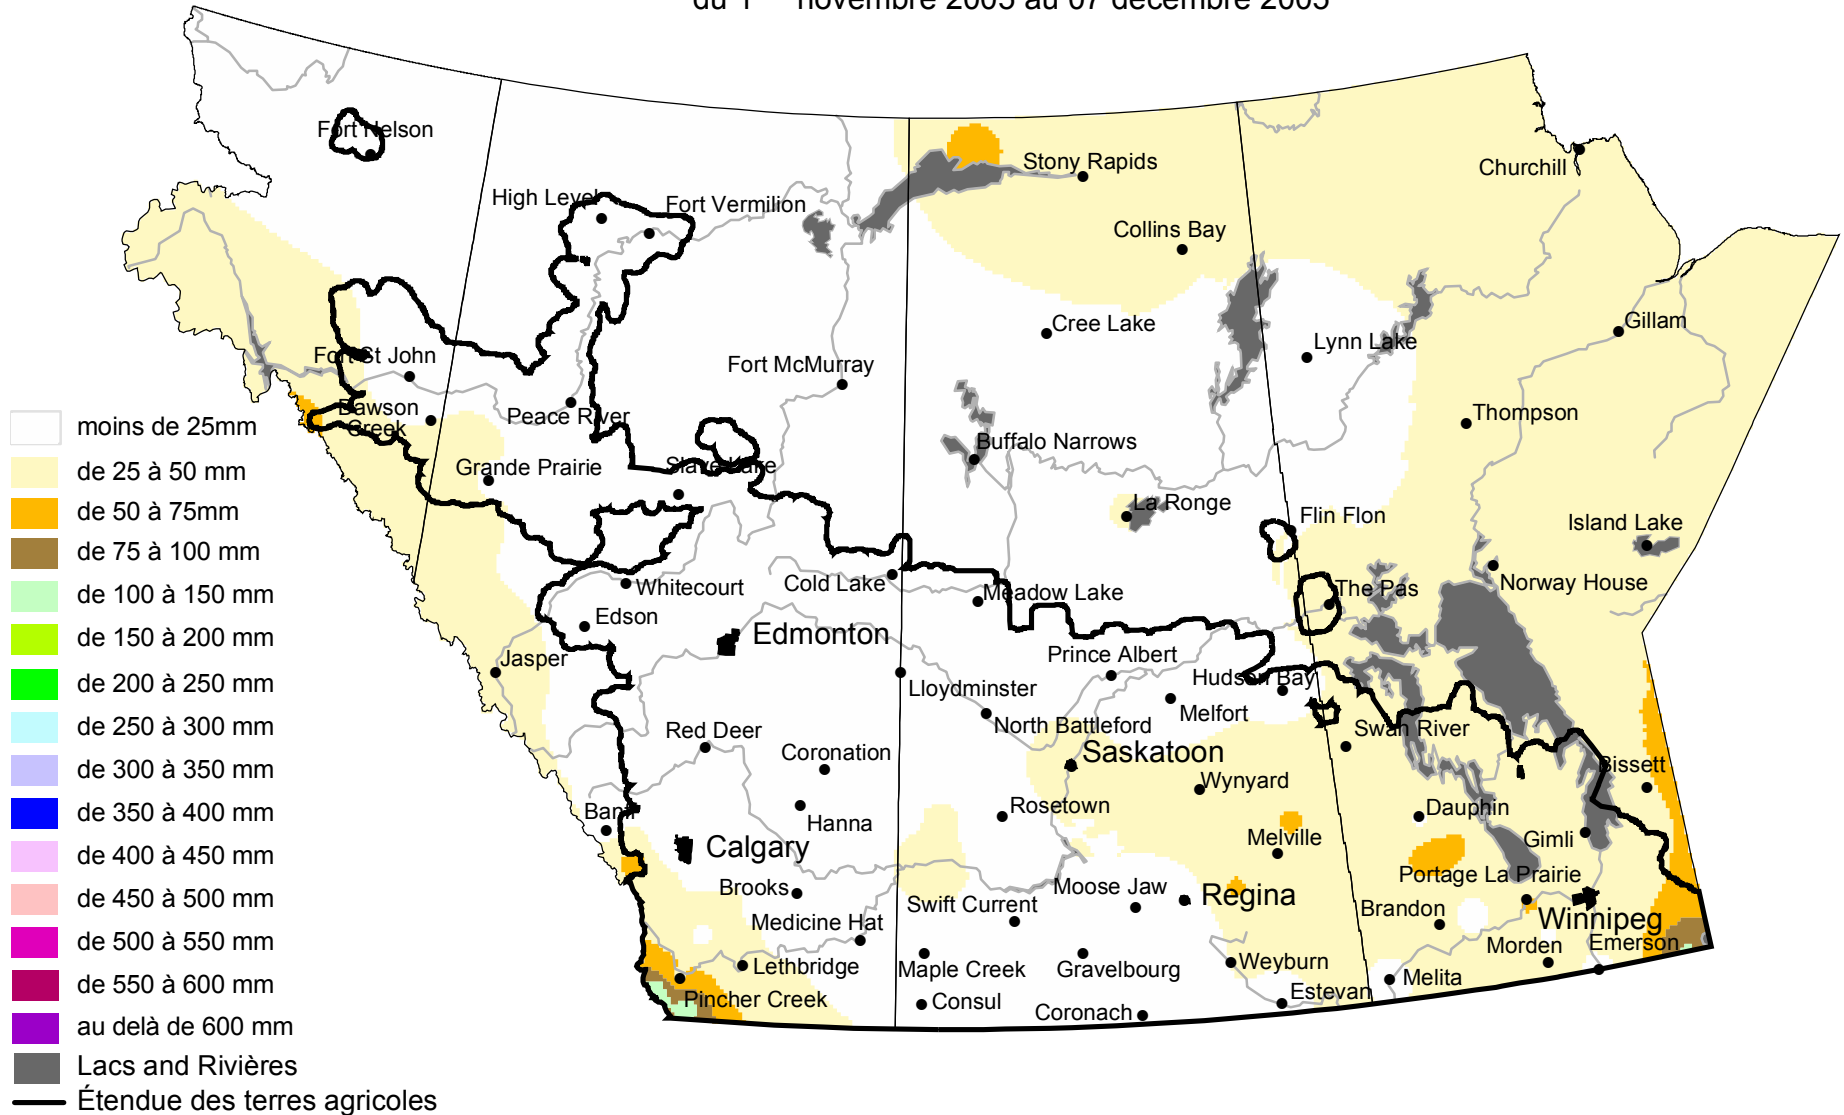 du 1 novembre 2005 au 07 décembre 2005
Fort Nelson
Churchill
Stony Rapids
High Level
Fort Vermilion
Collins Bay
Cree Lake
Gillam
Lynn Lake
Fort St John
Fort McMurray
Dawson
Creek
Peace River
Thompson
moins de 25mm
Buffalo Narrows
de 25 à 50 mm
Grande Prairie
Slave Lake
La Ronge
de 50 à 75mm
Flin Flon
Island Lake
de 75 à 100 mm
Whitecourt
Cold Lake
Meadow Lake
The Pas
Norway House
de 100 à 150 mm
Edson
Edmonton
de 150 à 200 mm
Jasper
Prince Albert
Hudson Bay
de 200 à 250 mm
Lloydminster
Melfort
North Battleford
Swan River
de 250 à 300 mm
Red Deer
Coronation
Saskatoon
Bissett
de 300 à 350 mm
Wynyard
Rosetown
Dauphin
de 350 à 400 mm
Banff
Hanna
Melville
Gimli
de 400 à 450 mm
Calgary
Brooks
Moose Jaw
Regina
Portage La Prairie
de 450 à 500 mm
Swift Current
Brandon
Winnipeg
Medicine Hat
de 500 à 550 mm
Morden
Emerson
Lethbridge
Maple Creek
Gravelbourg
Weyburn
Melita
de 550 à 600 mm
Pincher Creek
Consul
Coronach
Estevan
au delà de 600 mm
Lacs and Rivières
Étendue des terres agricoles